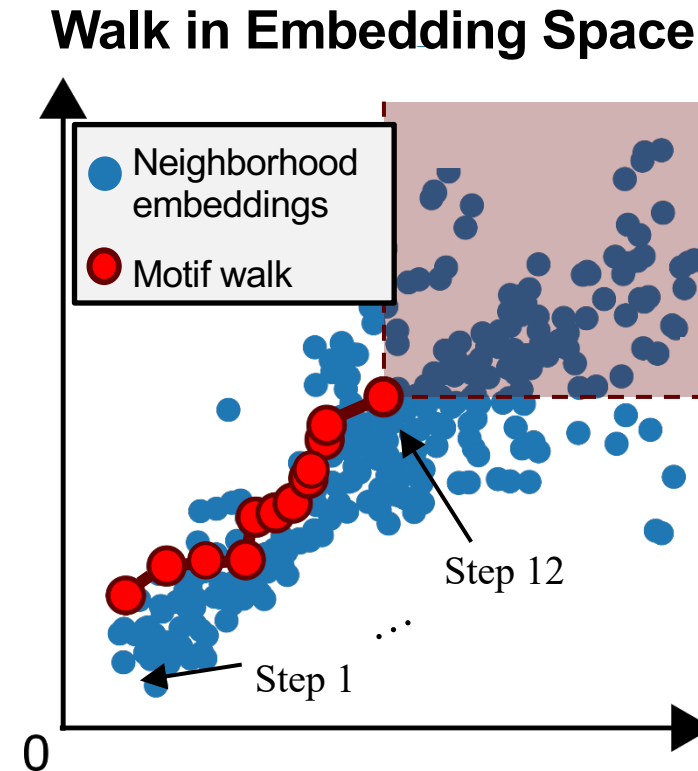 Walk in Embedding Space
Neighborhood
embeddings
Motif walk
Step 12
...
Step 1
0